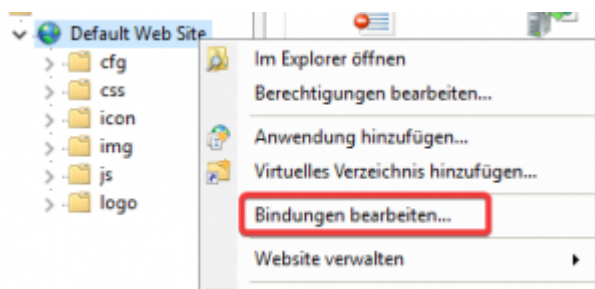 Default Web Site
cfg
css
icon
img
js
logo
Im Explorer öffnen
Berechtigungen bearbeiten...
Anwendung hinzufügen...
Virtuelles Verzeichnis hinzufügen...
Bindungen bearbeiten...
Website verwalten